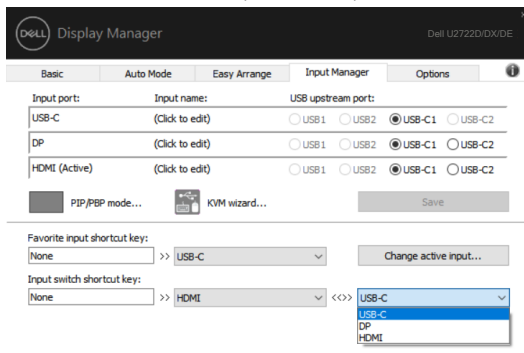 DELL Display Manager
Dell U2722D/DX/DE
Basic Auto Mode Easy Arrange Input Manager Options
Input port: Input name: USB upstream port:
USB-C (Click to edit) USB1 USB2 USB-C1 USB-C2
DP (Click to edit) USB1 USB2 USB-C1 USB-C2
HDMI (Active) (Click to edit) USB1 USB2 USB-C1 USB-C2
PIP/PBP mode... KVM wizard... Save
Favorite input shortcut key:
None >> USB-C Change active input...
Input switch shortcut key:
None >> HDMI <<>> USB-C
USB-C
DP
HDMI